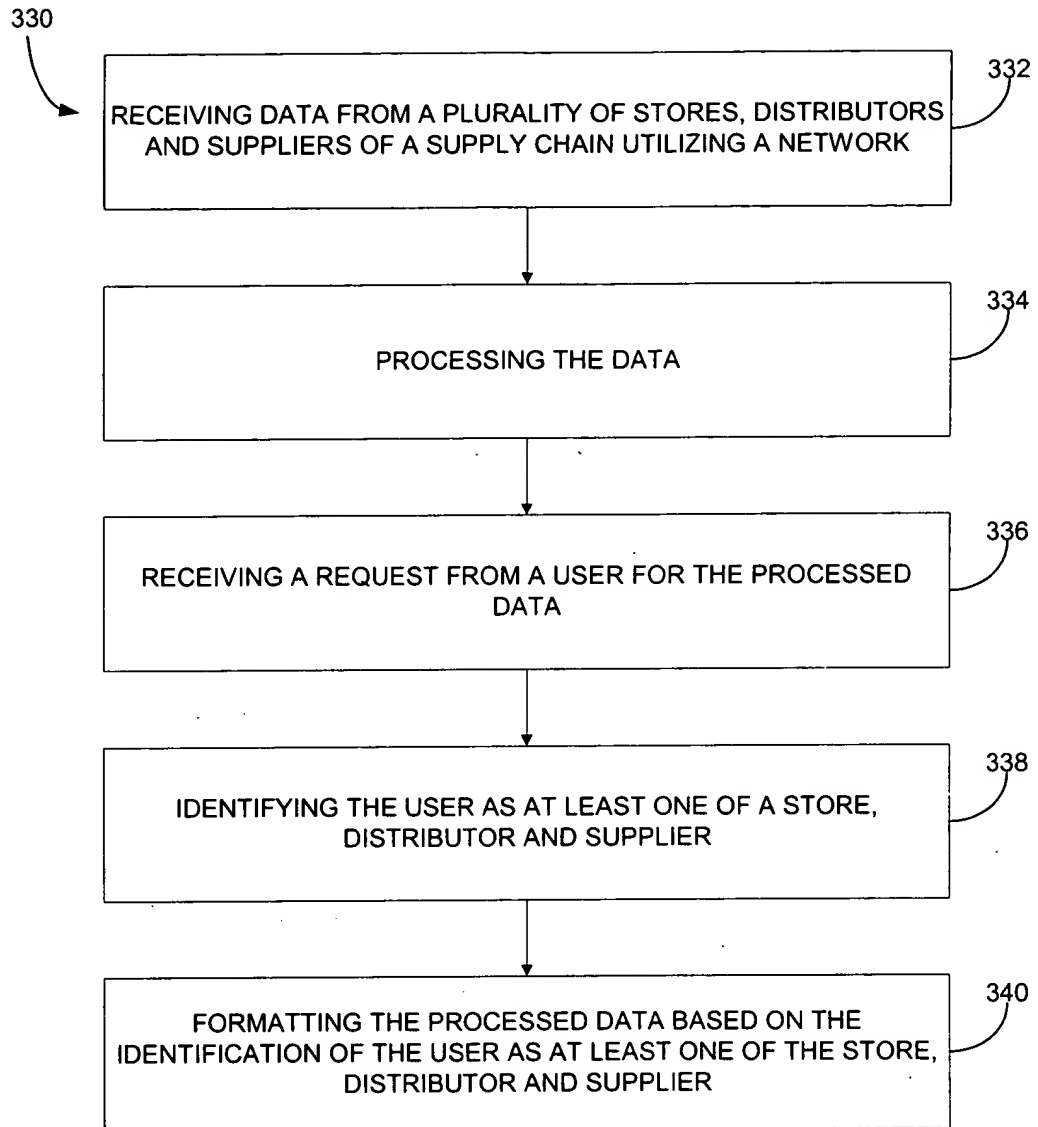 330
332
RECEIVING DATA FROM A PLURALITY OF STORES, DISTRIBUTORS
AND SUPPLIERS OF A SUPPLY CHAIN UTILIZING A NETWORK
334
PROCESSING THE DATA
336
RECEIVING A REQUEST FROM A USER FOR THE PROCESSED
DATA
338
IDENTIFYING THE USER AS AT LEAST ONE OF A STORE,
DISTRIBUTOR AND SUPPLIER
340
FORMATTING THE PROCESSED DATA BASED ON THE
IDENTIFICATION OF THE USER AS AT LEAST ONE OF THE STORE,
DISTRIBUTOR AND SUPPLIER